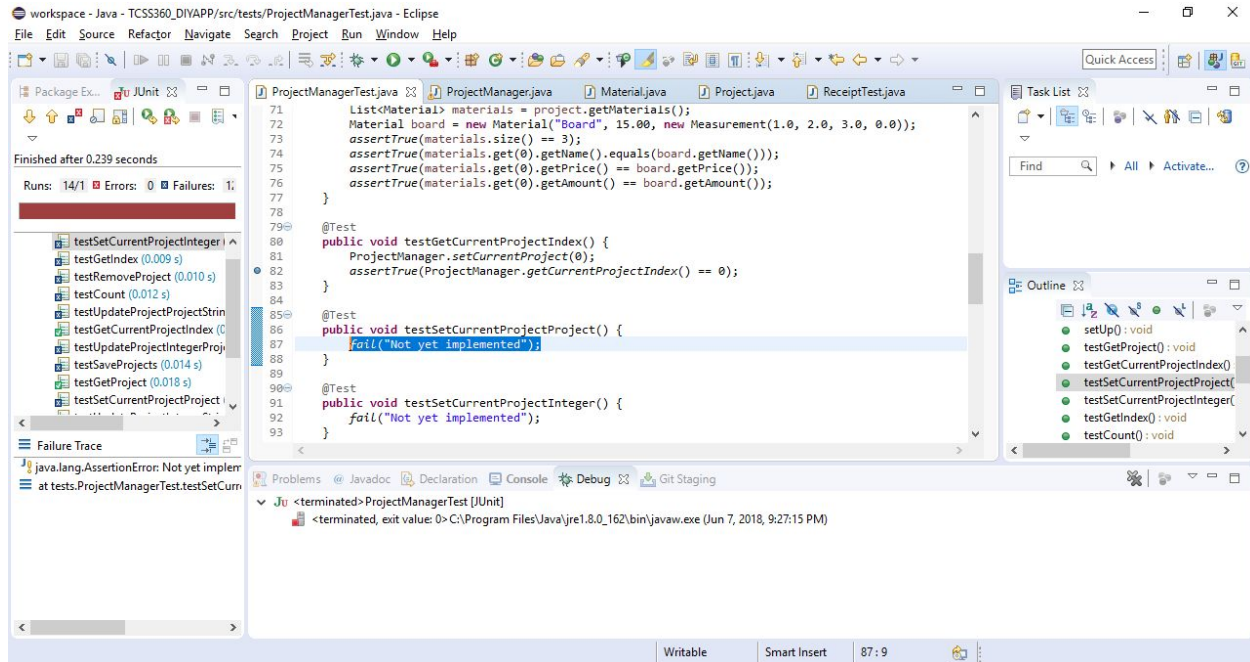 workspace - Java - TCSS360_DIYAPP/src/tests/ProjectManagerTest.java - Eclipse
File Edit Source Refactor Navigate Search Project Run Window Help
Quick Access
Package Ex... JUnit
Finished after 0.239 seconds
Runs: 14/1 Errors: 0 Failures: 1
testSetCurrentProjectInteger
testGetIndex (0.009 s)
testRemoveProject (0.010 s)
testCount (0.012 s)
testUpdateProjectProjectStrin
testGetCurrentProjectIndex (0
testUpdateProjectIntegerProj
testSaveProjects (0.014 s)
testGetProject (0.018 s)
testSetCurrentProjectProject
Failure Trace
java.lang.AssertionError: Not yet implem
at tests.ProjectManagerTest.testSetCurr
ProjectManagerTest.java ProjectManager.java Material.java Project.java ReceiptTest.java
71 List<Material> materials = project.getMaterials();
72 Material board = new Material("Board", 15.00, new Measurement(1.0, 2.0, 3.0, 0.0));
73 assertTrue(materials.size() == 3);
74 assertTrue(materials.get(0).getName().equals(board.getName()));
75 assertTrue(materials.get(0).getPrice() == board.getPrice());
76 assertTrue(materials.get(0).getAmount() == board.getAmount());
77 }
78
79 @Test
80 public void testGetCurrentProjectIndex() {
81 ProjectManager.setCurrentProject(0);
82 assertTrue(ProjectManager.getCurrentProjectIndex() == 0);
83 }
84
85 @Test
86 public void testSetCurrentProjectProject() {
87 fail("Not yet implemented");
88 }
89
90 @Test
91 public void testSetCurrentProjectInteger() {
92 fail("Not yet implemented");
93 }
Task List
Find All Activate...
Outline
setUp() : void
testGetProject() : void
testGetCurrentProjectIndex()
testSetCurrentProjectProject(
testSetCurrentProjectInteger(
testGetIndex() : void
testCount() : void
Problems @ Javadoc Declaration Console Debug Git Staging
<terminated>ProjectManagerTest [JUnit]
<terminated, exit value: 0>C:\Program Files\Java\jre1.8.0_162\bin\javaw.exe (Jun 7, 2018, 9:27:15 PM)
Writable Smart Insert 87 : 9